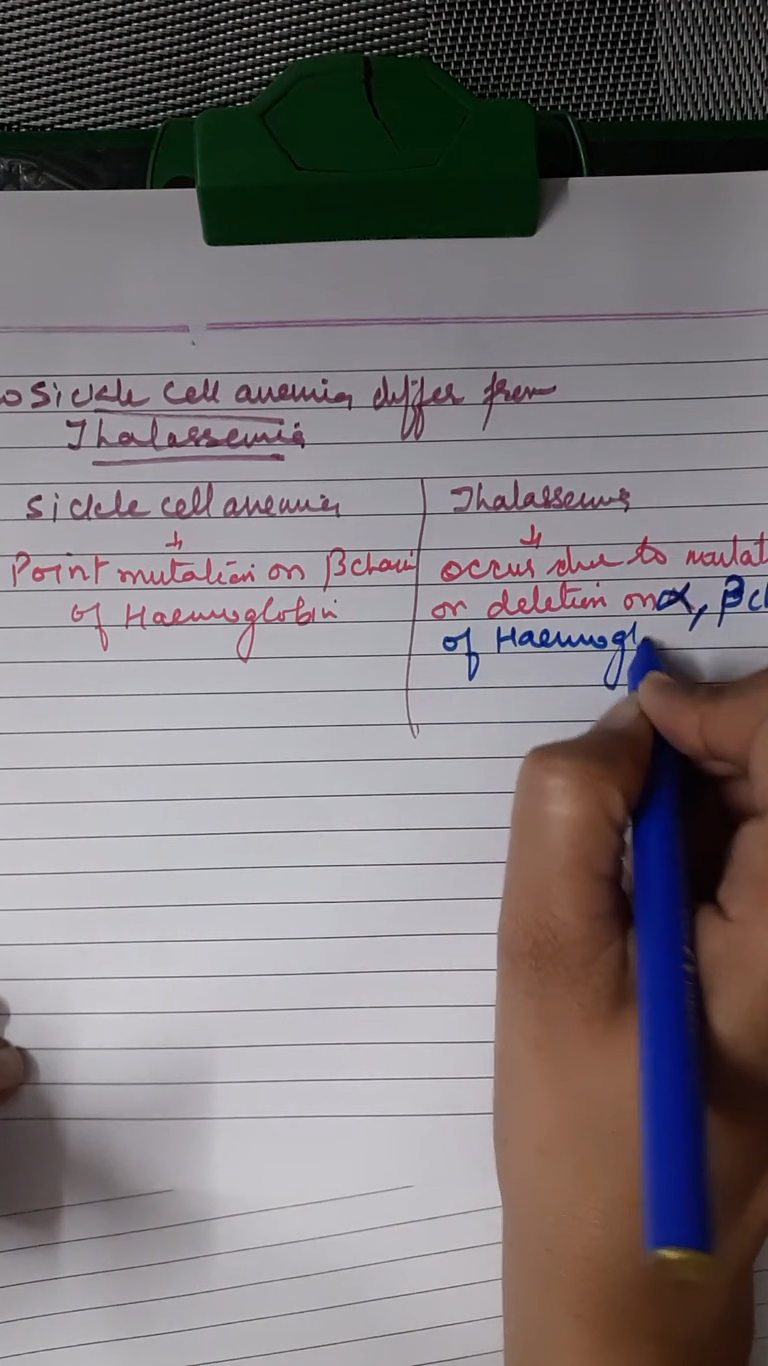 Sickle cell anemia differ from
Thalassemia
Sickle cell anemia
Point mutation on β chain
of Haemoglobin
Thalassemia
occurs due to mutat
or deletion on α, β c
of Haemogl